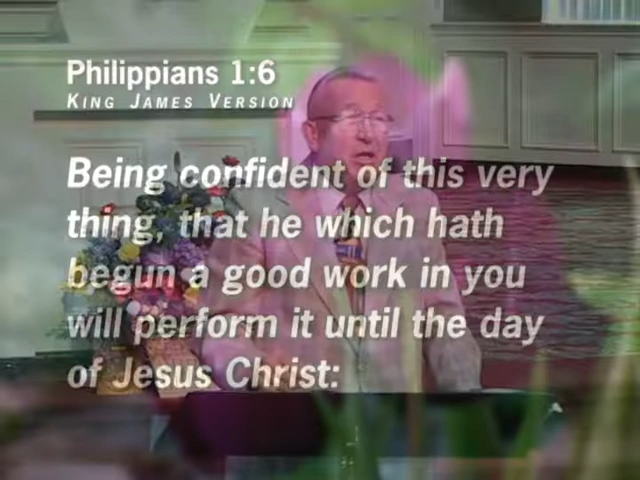 Philippians 1:6
KING JAMES VERSION
Being confident of this very
thing, that he which hath
begun a good work in you
will perform it until the day
of Jesus Christ: